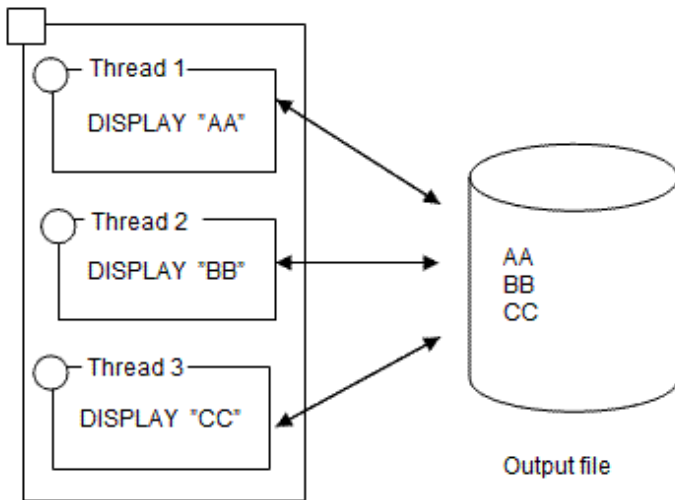 Thread 1
DISPLAY ”AA”
Thread 2
DISPLAY ”BB”
Thread 3
DISPLAY ”CC”
AA
BB
CC
Output file